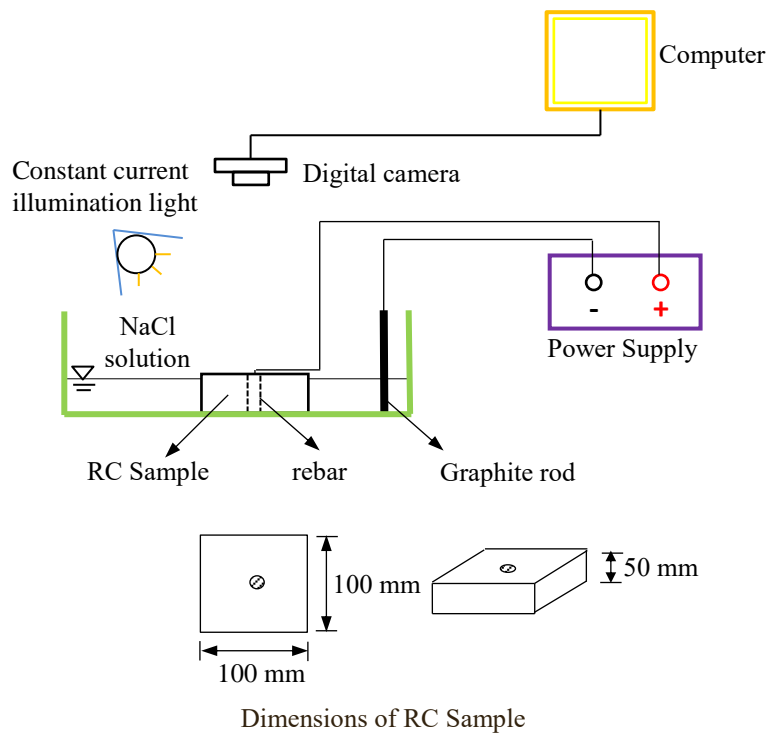 Computer
Constant current
illumination light
Digital camera
NaCl
solution
-
+
Power Supply
RC Sample
rebar
Graphite rod
100 mm
50 mm
100 mm
Dimensions of RC Sample